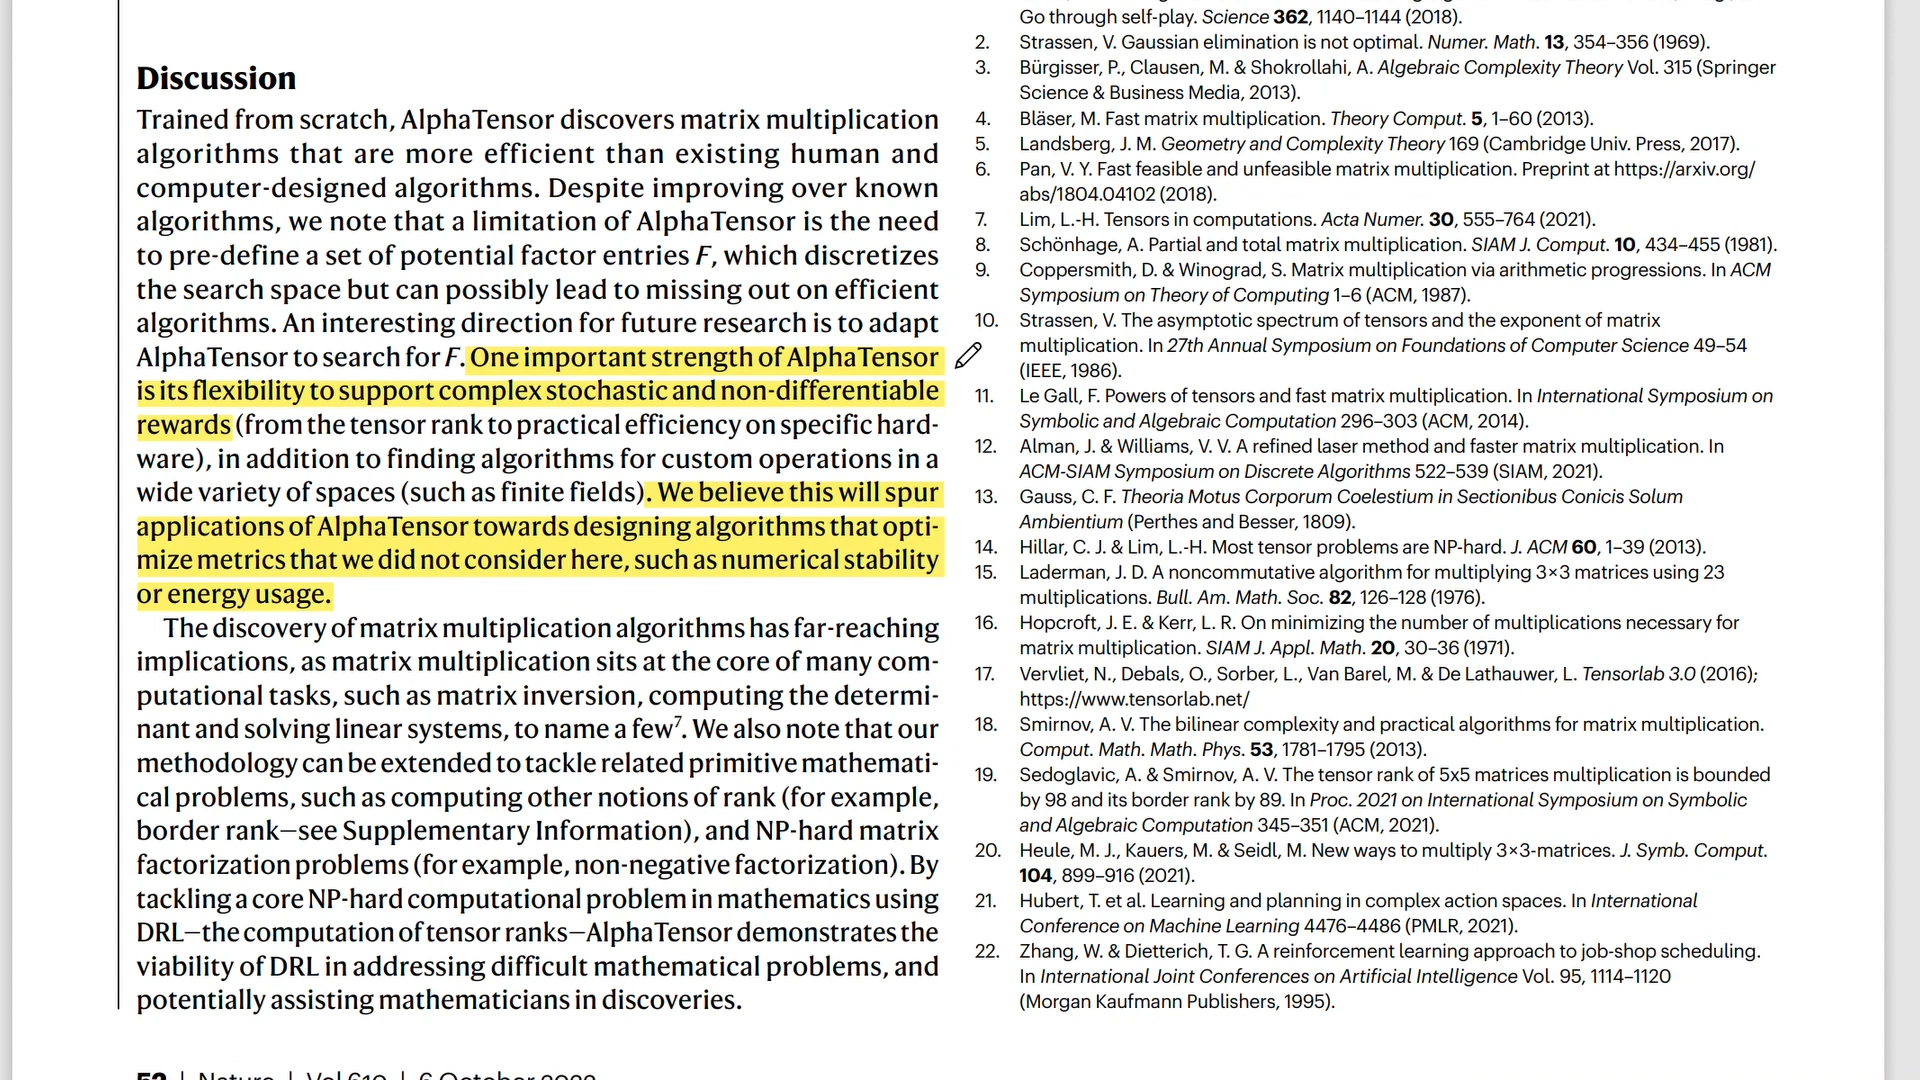 Discussion
Trained from scratch, AlphaTensor discovers matrix multiplication
algorithms that are more efficient than existing human and
computer-designed algorithms. Despite improving over known
algorithms, we note that a limitation of AlphaTensor is the need
to pre-define a set of potential factor entries F, which discretizes
the search space but can possibly lead to missing out on efficient
algorithms. An interesting direction for future research is to adapt
AlphaTensor to search for F. One important strength of AlphaTensor
is its flexibility to support complex stochastic and non-differentiable
rewards (from the tensor rank to practical efficiency on specific hard-
ware), in addition to finding algorithms for custom operations in a
wide variety of spaces (such as finite fields). We believe this will spur
applications of AlphaTensor towards designing algorithms that opti-
mize metrics that we did not consider here, such as numerical stability
or energy usage.
The discovery of matrix multiplication algorithms has far-reaching
implications, as matrix multiplication sits at the core of many com-
putational tasks, such as matrix inversion, computing the determi-
nant and solving linear systems, to name a few⁷. We also note that our
methodology can be extended to tackle related primitive mathemati-
cal problems, such as computing other notions of rank (for example,
border rank—see Supplementary Information), and NP-hard matrix
factorization problems (for example, non-negative factorization). By
tackling a core NP-hard computational problem in mathematics using
DRL—the computation of tensor ranks—AlphaTensor demonstrates the
viability of DRL in addressing difficult mathematical problems, and
potentially assisting mathematicians in discoveries.
Go through self-play. Science 362, 1140–1144 (2018).
2. Strassen, V. Gaussian elimination is not optimal. Numer. Math. 13, 354–356 (1969).
3. Bürgisser, P., Clausen, M. & Shokrollahi, A. Algebraic Complexity Theory Vol. 315 (Springer
Science & Business Media, 2013).
4. Bläser, M. Fast matrix multiplication. Theory Comput. 5, 1–60 (2013).
5. Landsberg, J. M. Geometry and Complexity Theory 169 (Cambridge Univ. Press, 2017).
6. Pan, V. Y. Fast feasible and unfeasible matrix multiplication. Preprint at https://arxiv.org/
abs/1804.04102 (2018).
7. Lim, L.-H. Tensors in computations. Acta Numer. 30, 555–764 (2021).
8. Schönhage, A. Partial and total matrix multiplication. SIAM J. Comput. 10, 434–455 (1981).
9. Coppersmith, D. & Winograd, S. Matrix multiplication via arithmetic progressions. In ACM
Symposium on Theory of Computing 1–6 (ACM, 1987).
10. Strassen, V. The asymptotic spectrum of tensors and the exponent of matrix
multiplication. In 27th Annual Symposium on Foundations of Computer Science 49–54
(IEEE, 1986).
11. Le Gall, F. Powers of tensors and fast matrix multiplication. In International Symposium on
Symbolic and Algebraic Computation 296–303 (ACM, 2014).
12. Alman, J. & Williams, V. V. A refined laser method and faster matrix multiplication. In
ACM-SIAM Symposium on Discrete Algorithms 522–539 (SIAM, 2021).
13. Gauss, C. F. Theoria Motus Corporum Coelestium in Sectionibus Conicis Solum
Ambientium (Perthes and Besser, 1809).
14. Hillar, C. J. & Lim, L.-H. Most tensor problems are NP-hard. J. ACM 60, 1–39 (2013).
15. Laderman, J. D. A noncommutative algorithm for multiplying 3×3 matrices using 23
multiplications. Bull. Am. Math. Soc. 82, 126–128 (1976).
16. Hopcroft, J. E. & Kerr, L. R. On minimizing the number of multiplications necessary for
matrix multiplication. SIAM J. Appl. Math. 20, 30–36 (1971).
17. Vervliet, N., Debals, O., Sorber, L., Van Barel, M. & De Lathauwer, L. Tensorlab 3.0 (2016);
https://www.tensorlab.net/
18. Smirnov, A. V. The bilinear complexity and practical algorithms for matrix multiplication.
Comput. Math. Math. Phys. 53, 1781–1795 (2013).
19. Sedoglavic, A. & Smirnov, A. V. The tensor rank of 5x5 matrices multiplication is bounded
by 98 and its border rank by 89. In Proc. 2021 on International Symposium on Symbolic
and Algebraic Computation 345–351 (ACM, 2021).
20. Heule, M. J., Kauers, M. & Seidl, M. New ways to multiply 3×3-matrices. J. Symb. Comput.
104, 899–916 (2021).
21. Hubert, T. et al. Learning and planning in complex action spaces. In International
Conference on Machine Learning 4476–4486 (PMLR, 2021).
22. Zhang, W. & Dietterich, T. G. A reinforcement learning approach to job-shop scheduling.
In International Joint Conferences on Artificial Intelligence Vol. 95, 1114–1120
(Morgan Kaufmann Publishers, 1995).
52 | Nature | Vol 610 | 6 October 2022